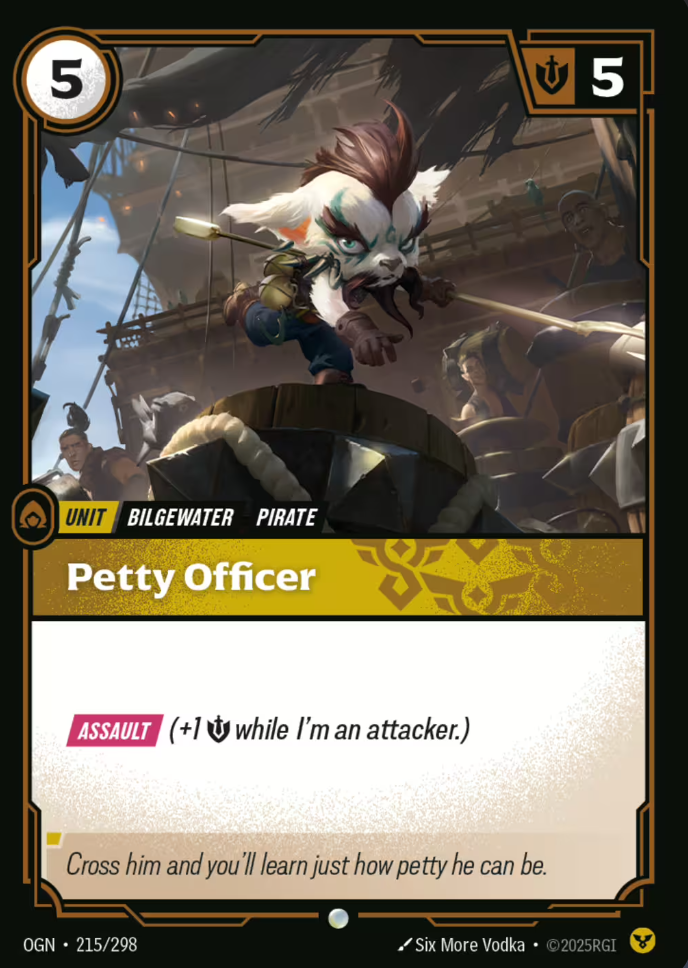 5
5
UNIT BILGEWATER PIRATE
Petty Officer
ASSAULT (+1 while I'm an attacker.)
Cross him and you'll learn just how petty he can be.
OGN • 215/298
Six More Vodka • ©2025RGI